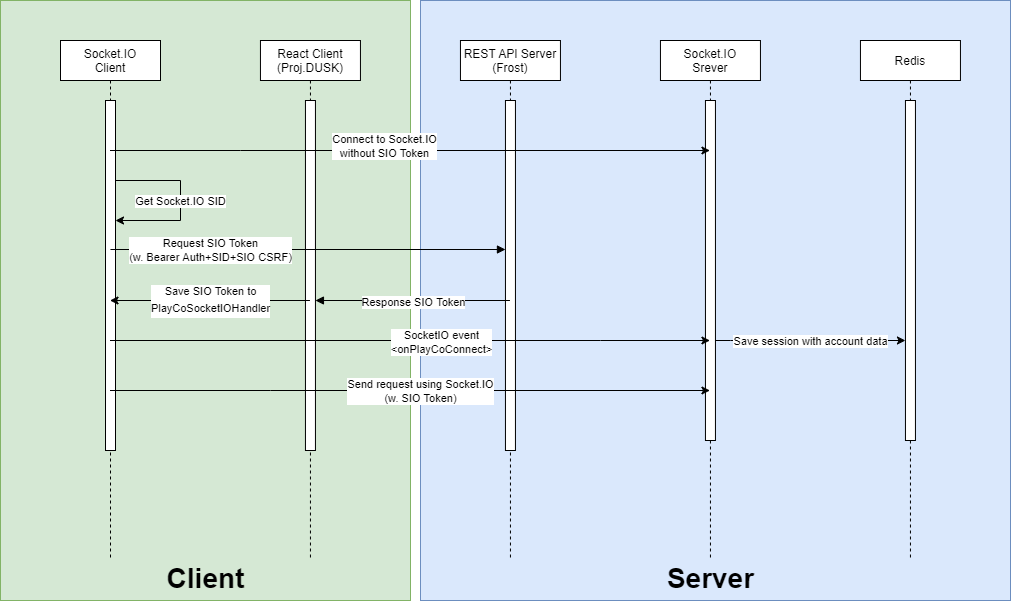 Socket.IO
Client
React Client
(Proj.DUSK)
REST API Server
(Frost)
Socket.IO
Srever
Redis
Connect to Socket.IO
without SIO Token
Get Socket.IO SID
Request SIO Token
(w. Bearer Auth+SID+SIO CSRF)
Save SIO Token to
PlayCoSocketIOHandler
Response SIO Token
SocketIO event
<onPlayCoConnect>
Save session with account data
Send request using Socket.IO
(w. SIO Token)
Client
Server